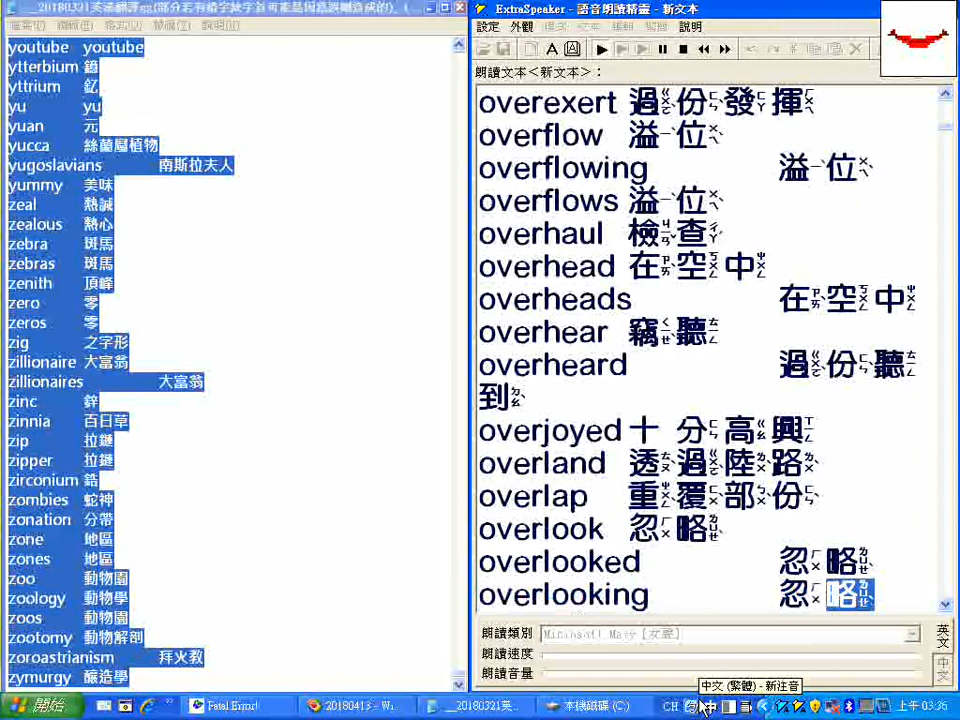 ExtraSpeaker - 語音朗讀精靈 - 新文本
設定 外觀 說明
朗讀文本<新文本>：
youtube youtube
ytterbium 鐿
yttrium 釔
yu yu
yuan 元
yucca 絲蘭屬植物
yugoslavians 南斯拉夫人
yummy 美味
zeal 熱誠
zealous 熱心
zebra 斑馬
zebras 斑馬
zenith 頂峰
zero 零
zeros 零
zig 之字形
zillionaire 大富翁
zillionaires 大富翁
zinc 鋅
zinnia 百日草
zip 拉鏈
zipper 拉鏈
zirconium 鋯
zombies 蛇神
zonation 分帶
zone 地區
zones 地區
zoo 動物園
zoology 動物學
zoos 動物園
zootomy 動物解剖
zoroastrianism 拜火教
zymurgy 釀造學
overexert 過份發揮
overflow 溢位
overflowing 溢位
overflows 溢位
overhaul 檢查
overhead 在空中
overheads 在空中
overhear 竊聽
overheard 過份聽
到
overjoyed 十分高興
overland 透過陸路
overlap 重覆部份
overlook 忽略
overlooked 忽略
overlooking 忽略
朗讀類別 Microsoft Mary [女聲]
朗讀速度
朗讀音量
英文
中文
中文 (繁體) - 新注音
開始
Fatal Error!
20180413 - W...
__20180321英...
本機磁碟 (C:)
CH
上午 03:36